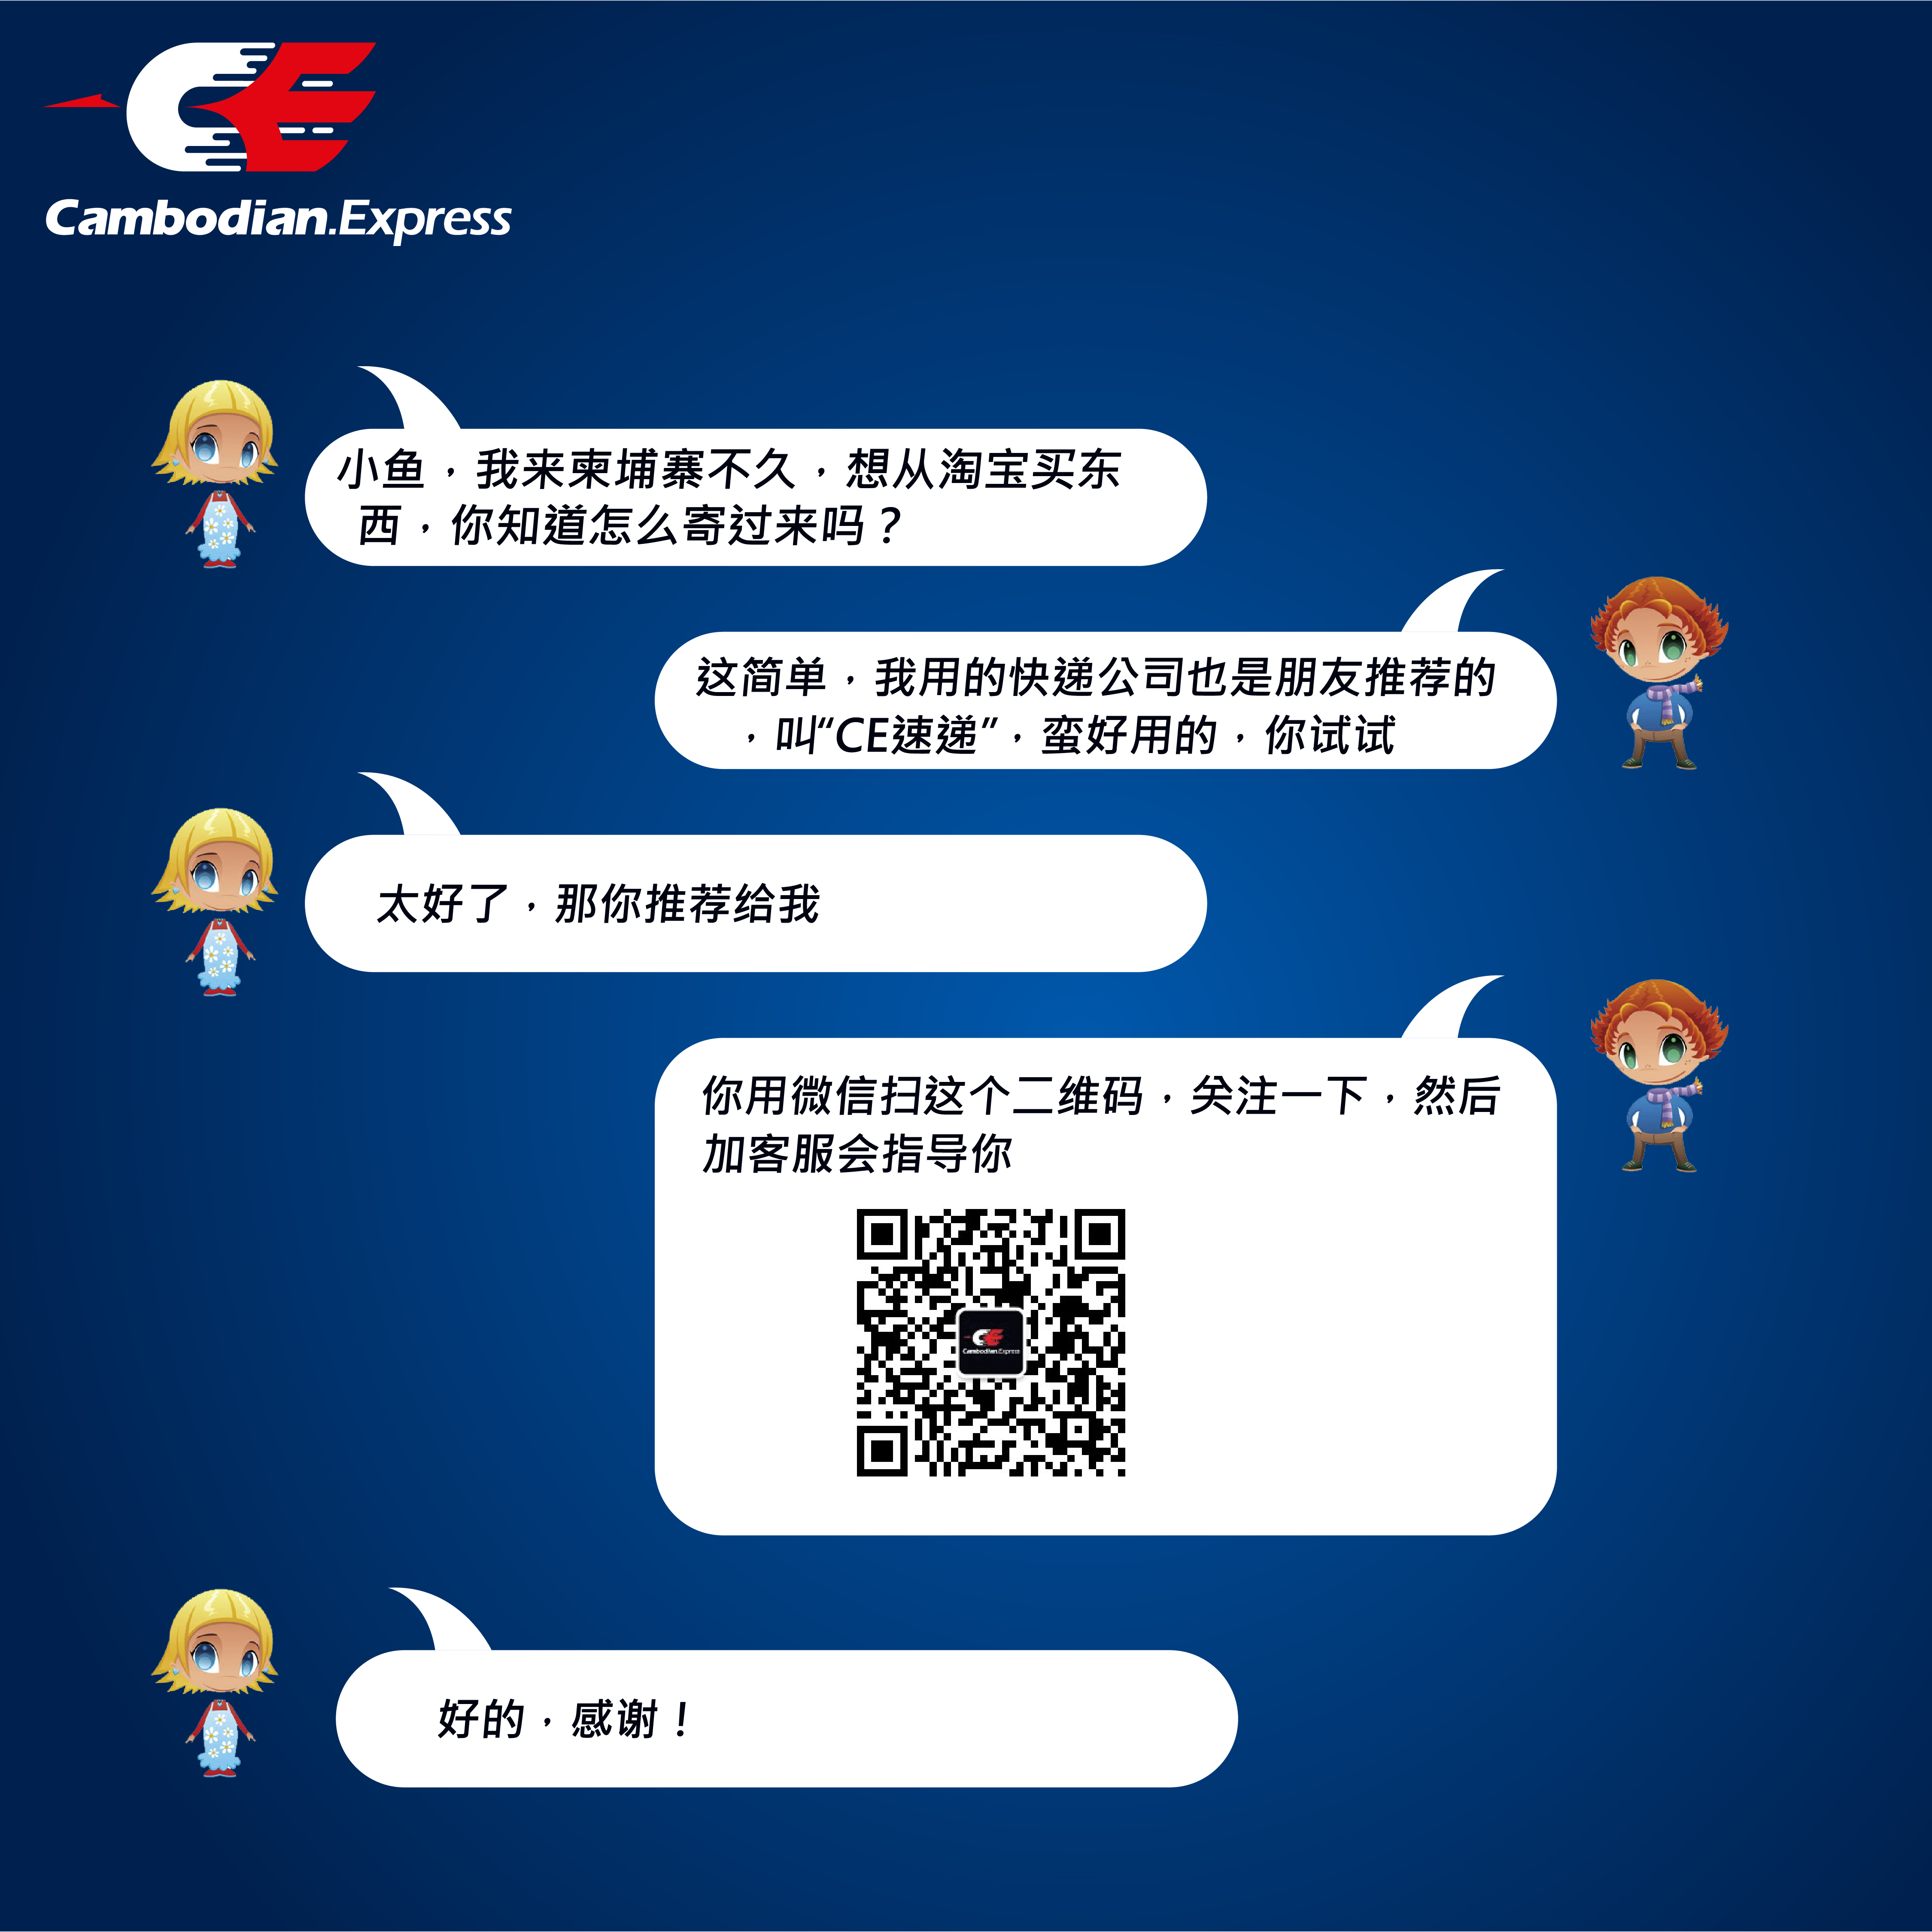 CE
Cambodian.Express
小鱼，我来柬埔寨不久，想从淘宝买东
西，你知道怎么寄过来吗？
这简单，我用的快递公司也是朋友推荐的
，叫“CE速递”，蛮好用的，你试试
太好了，那你推荐给我
你用微信扫这个二维码，关注一下，然后
加客服会指导你
CE
Cambodian.Express
好的，感谢！